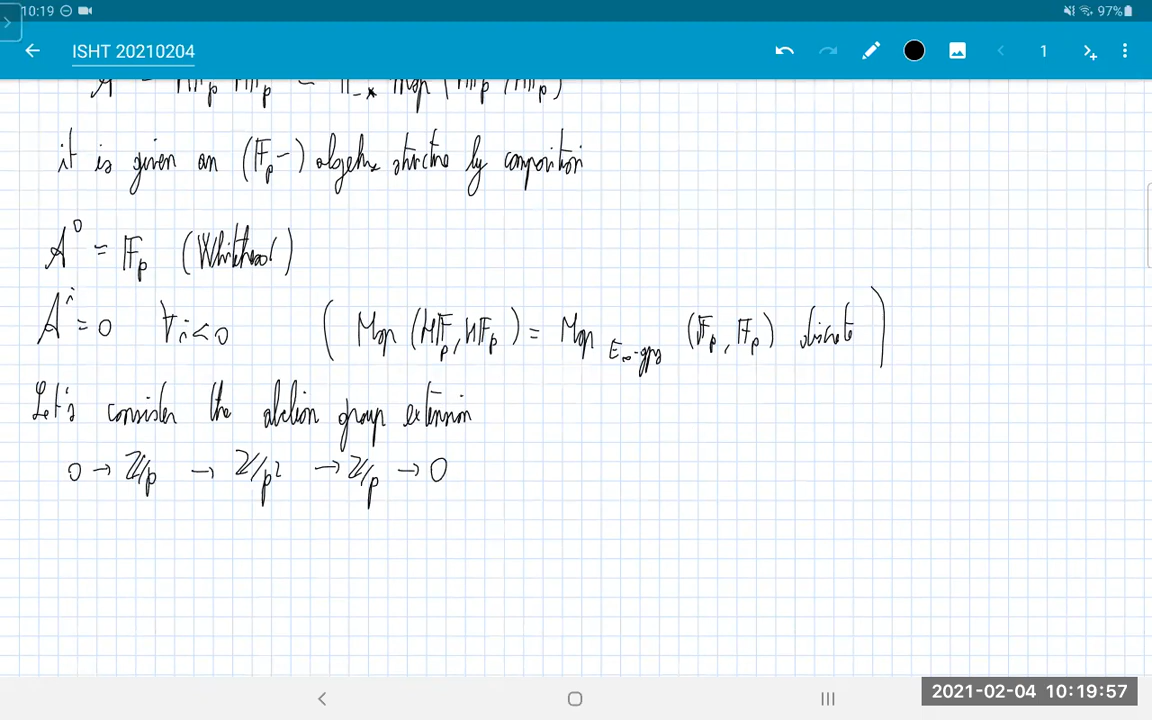 10:19
97%
ISHT 20210204
1
it is given an (𝔽_p-) algebra structure by composition
A^0 = 𝔽_p (Whitehead)
A^i = 0 ∀ i < 0 ( Map (H𝔽_p, H𝔽_p) = Map_{E_∞-gps} (𝔽_p, 𝔽_p) discrete )
Let's consider the abelian group extension
0 → ℤ/p → ℤ/p² → ℤ/p → 0
2021-02-04 10:19:57